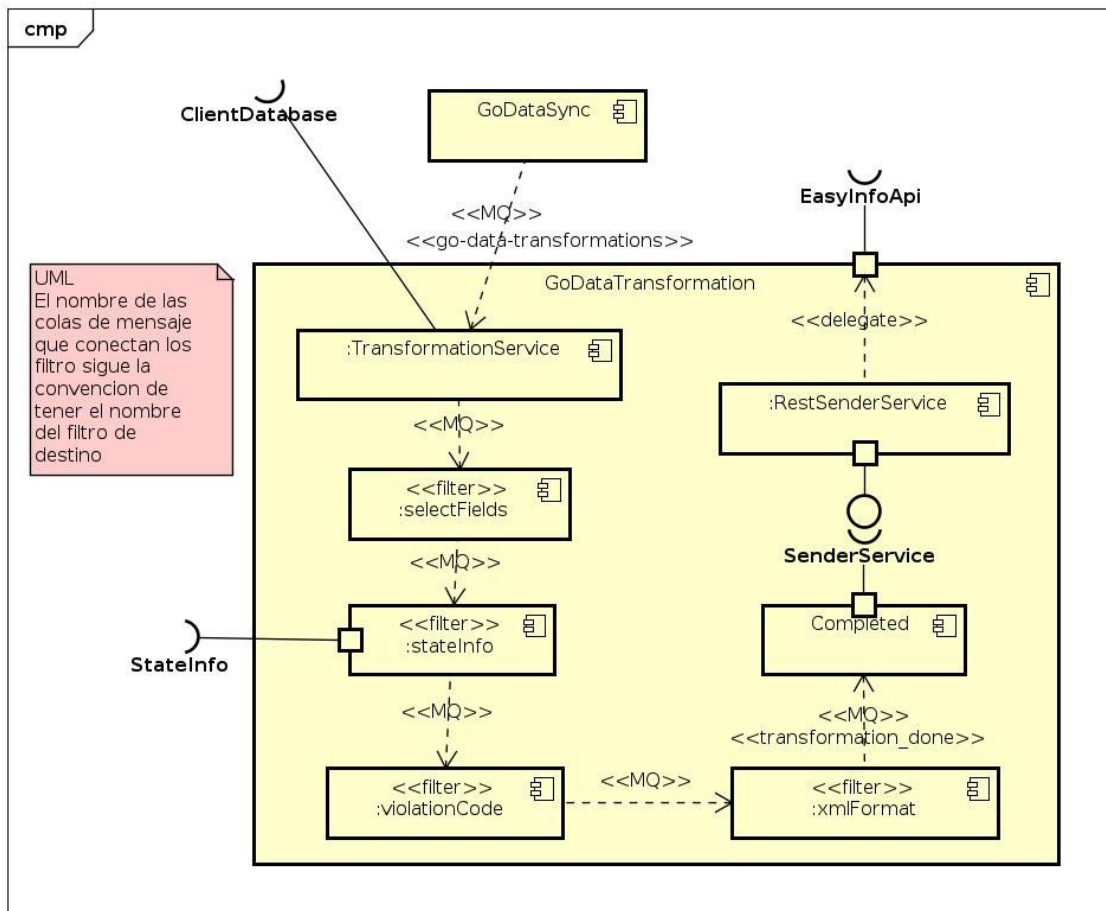 cmp
ClientDatabase
GoDataSync
<<MQ>>
<<go-data-transformations>>
EasyInfoApi
UML
El nombre de las
colas de mensaje
que conectan los
filtro sigue la
convencion de
tener el nombre
del filtro de
destino
GoDataTransformation
:TransformationService
<<MQ>>
<<filter>>
:selectFields
<<MQ>>
<<filter>>
:stateInfo
StateInfo
<<MQ>>
<<filter>>
:violationCode
<<MQ>>
<<filter>>
:xmlFormat
<<MQ>>
<<transformation_done>>
Completed
SenderService
:RestSenderService
<<delegate>>